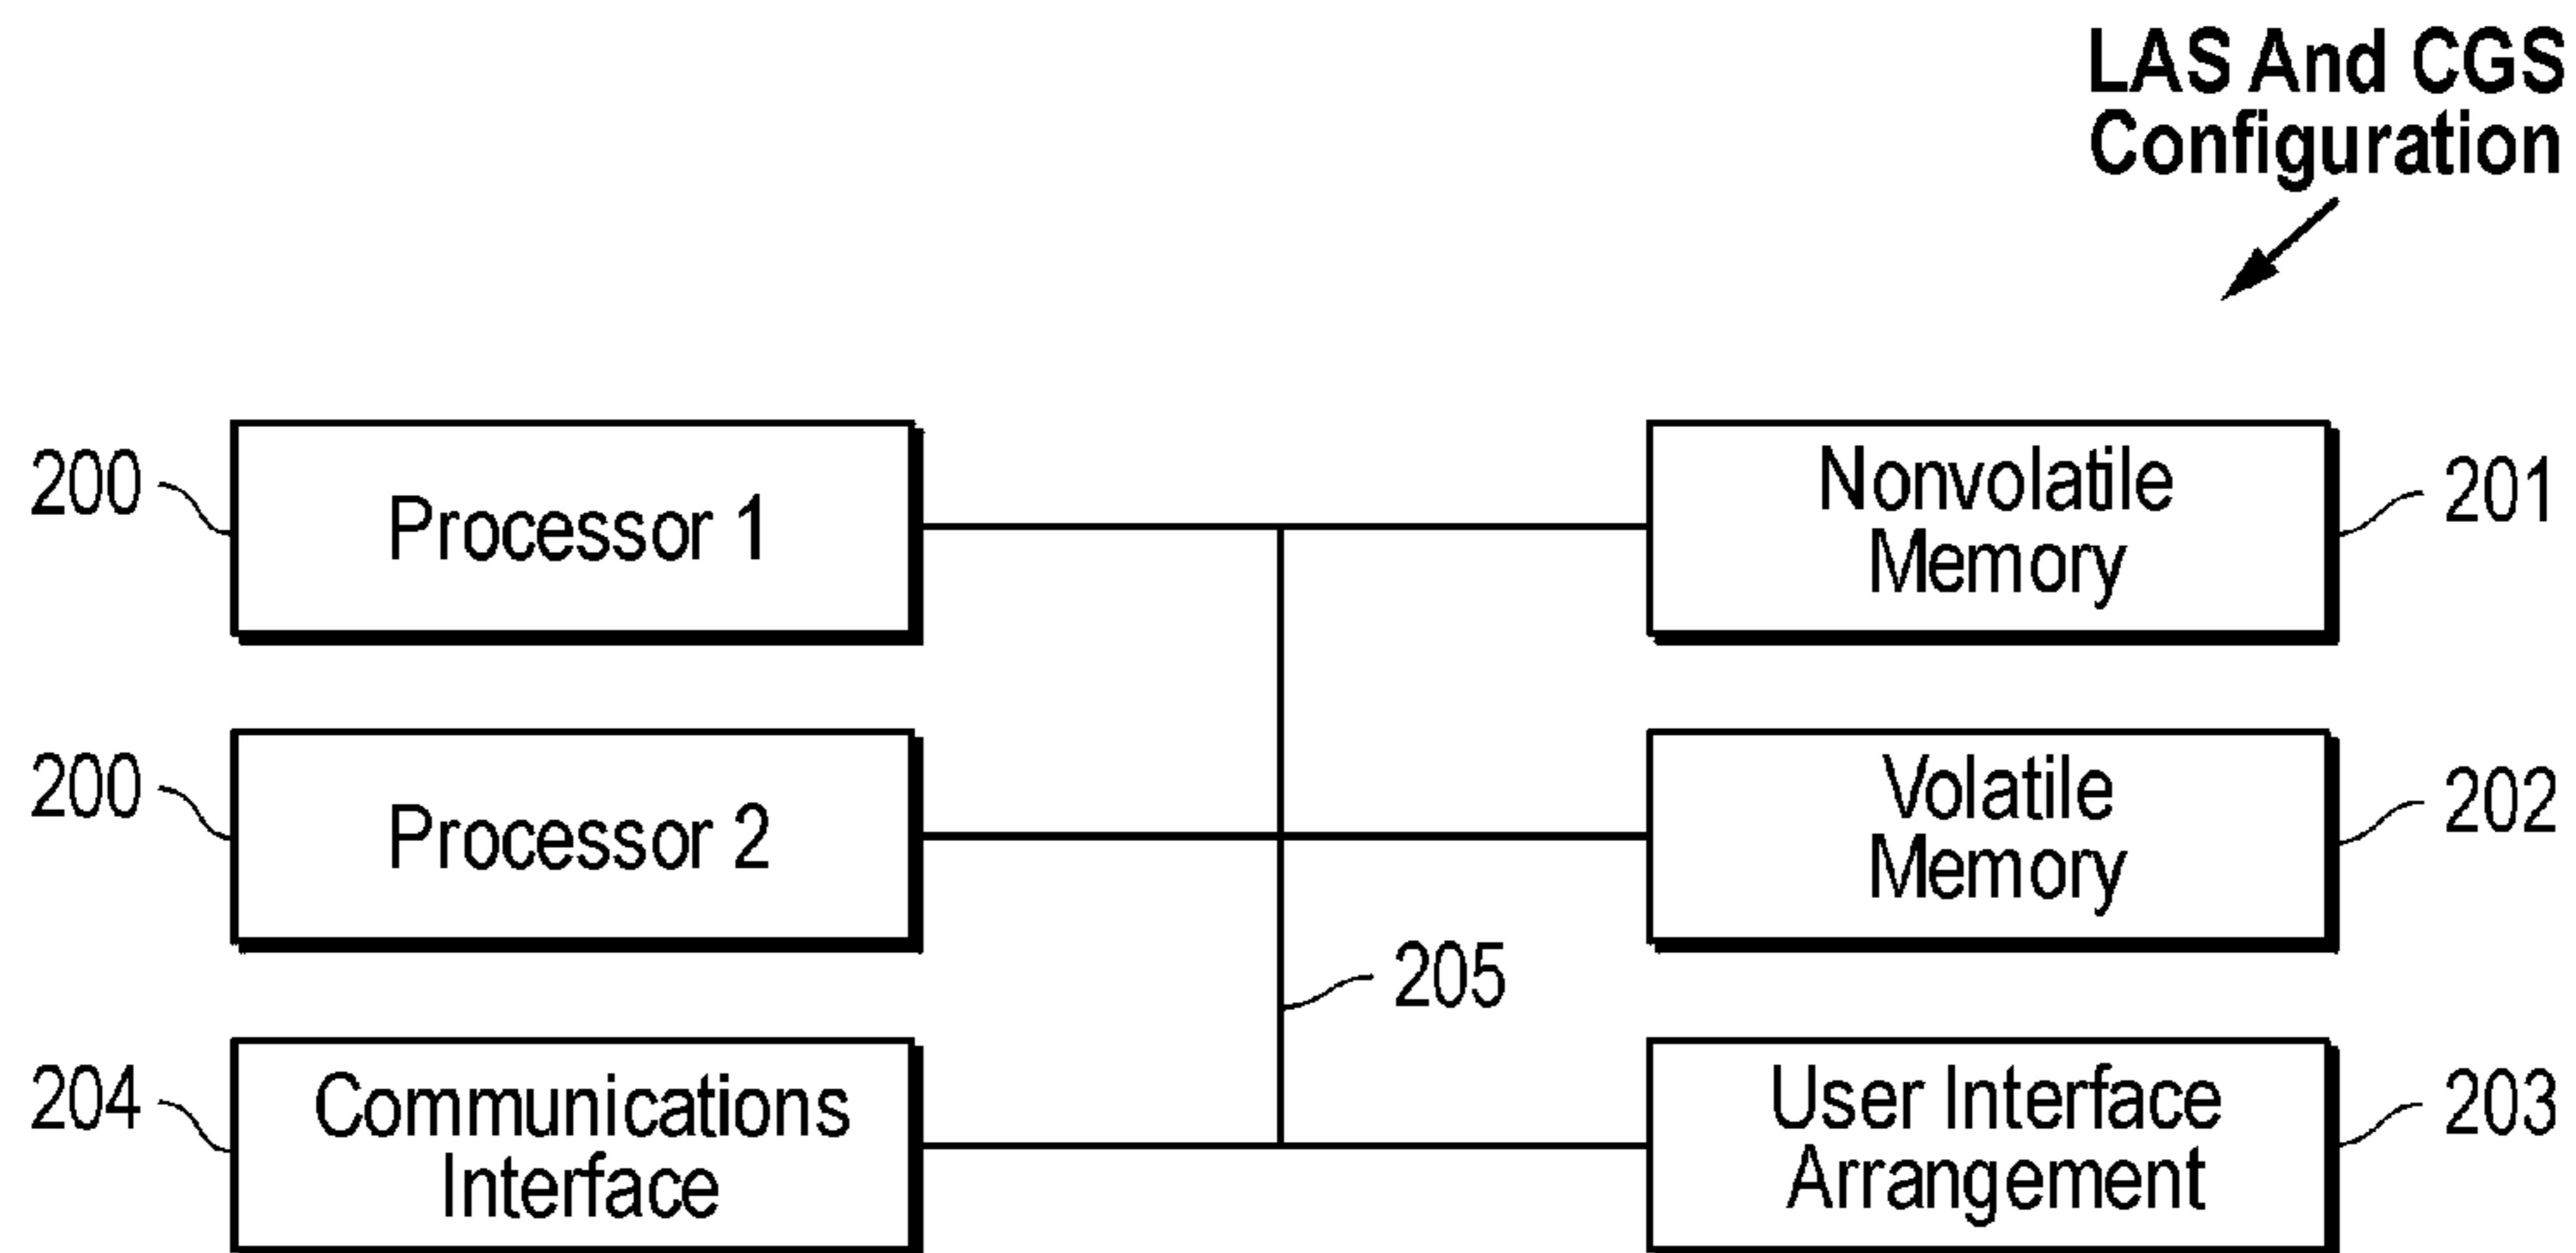 LAS And CGS
Configuration
200
Processor 1
Nonvolatile
Memory
201
200
Processor 2
Volatile
Memory
202
205
204
Communications
Interface
User Interface
Arrangement
203